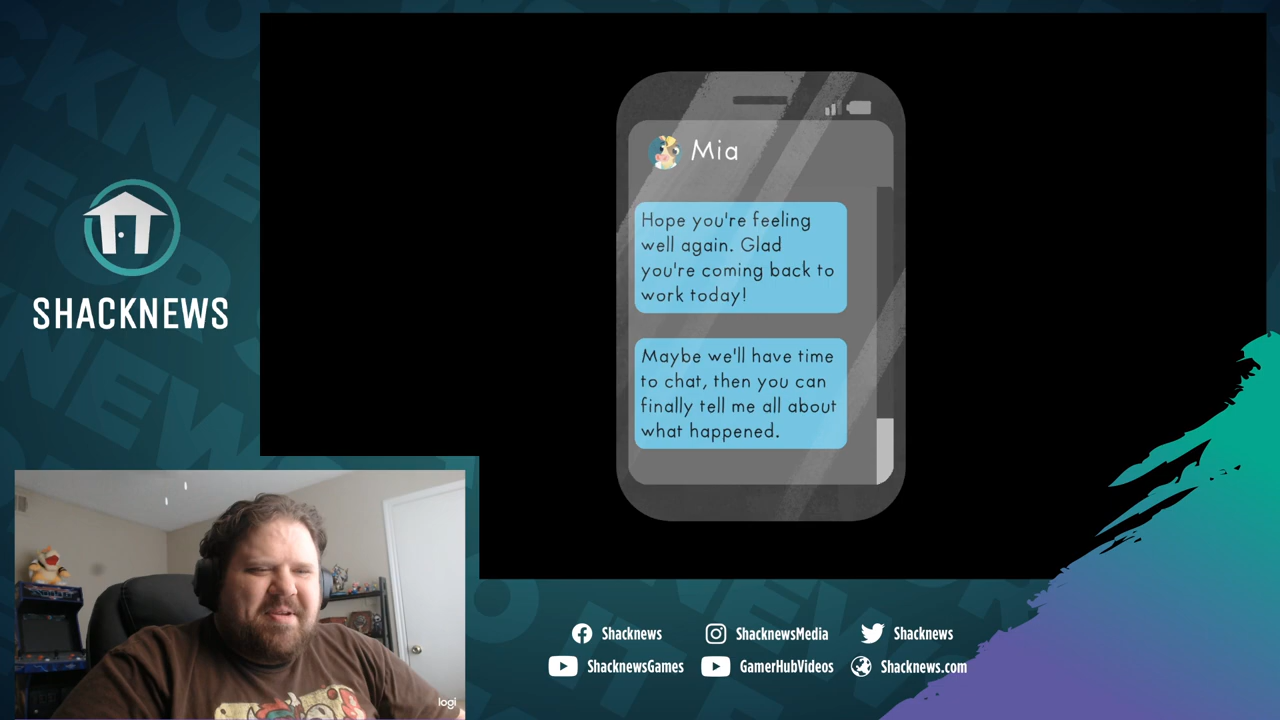 SHACKNEWS
Mia
Hope you're feeling
well again. Glad
you're coming back to
work today!
Maybe we'll have time
to chat, then you can
finally tell me all about
what happened.
logi
Shacknews
ShacknewsMedia
Shacknews
ShacknewsGames
GamerHubVideos
Shacknews.com